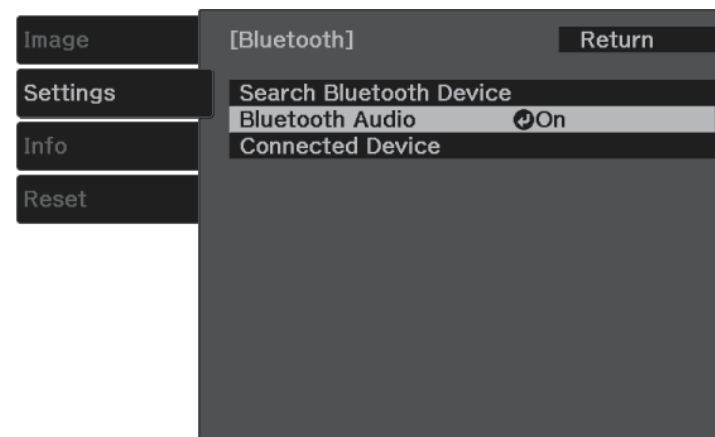 Image
Settings
Info
Reset
[Bluetooth] Return
Search Bluetooth Device
Bluetooth Audio On
Connected Device